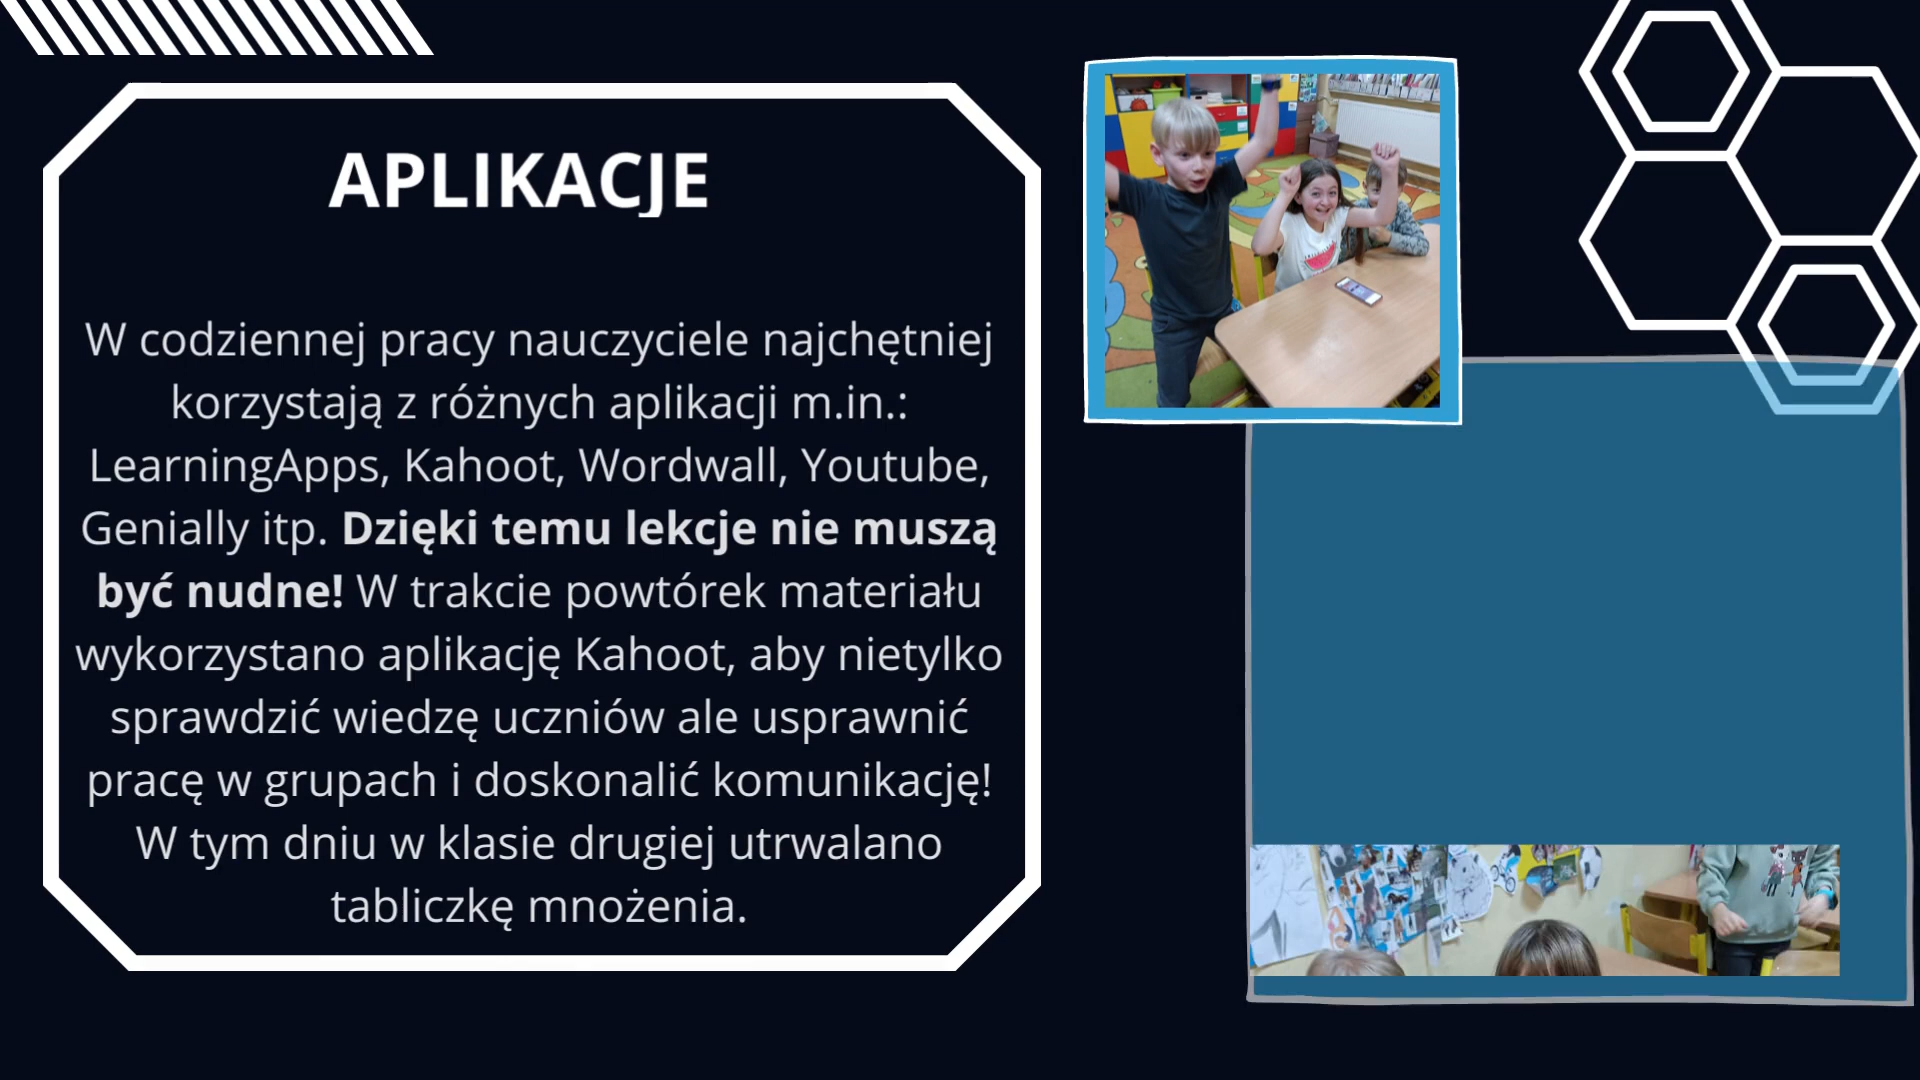 APLIKACJE
W codziennej pracy nauczyciele najchętniej
korzystają z różnych aplikacji m.in.:
LearningApps, Kahoot, Wordwall, Youtube,
Genially itp. Dzięki temu lekcje nie muszą
być nudne! W trakcie powtórek materiału
wykorzystano aplikację Kahoot, aby nietylko
sprawdzić wiedzę uczniów ale usprawnić
pracę w grupach i doskonalić komunikację!
W tym dniu w klasie drugiej utrwalano
tabliczkę mnożenia.